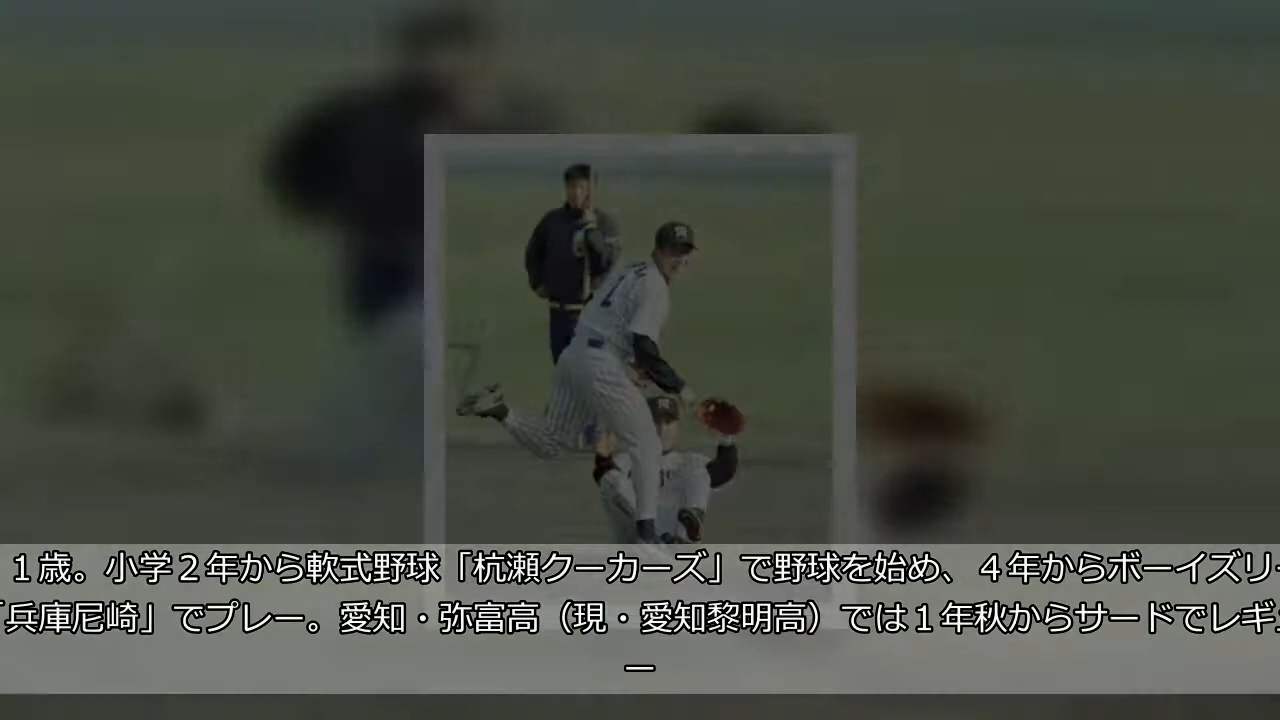 １歳。小学２年から軟式野球「杭瀬クーカーズ」で野球を始め、４年からボーイズリー
「兵庫尼崎」でプレー。愛知・弥富高（現・愛知黎明高）では１年秋からサードでレギュ
ー